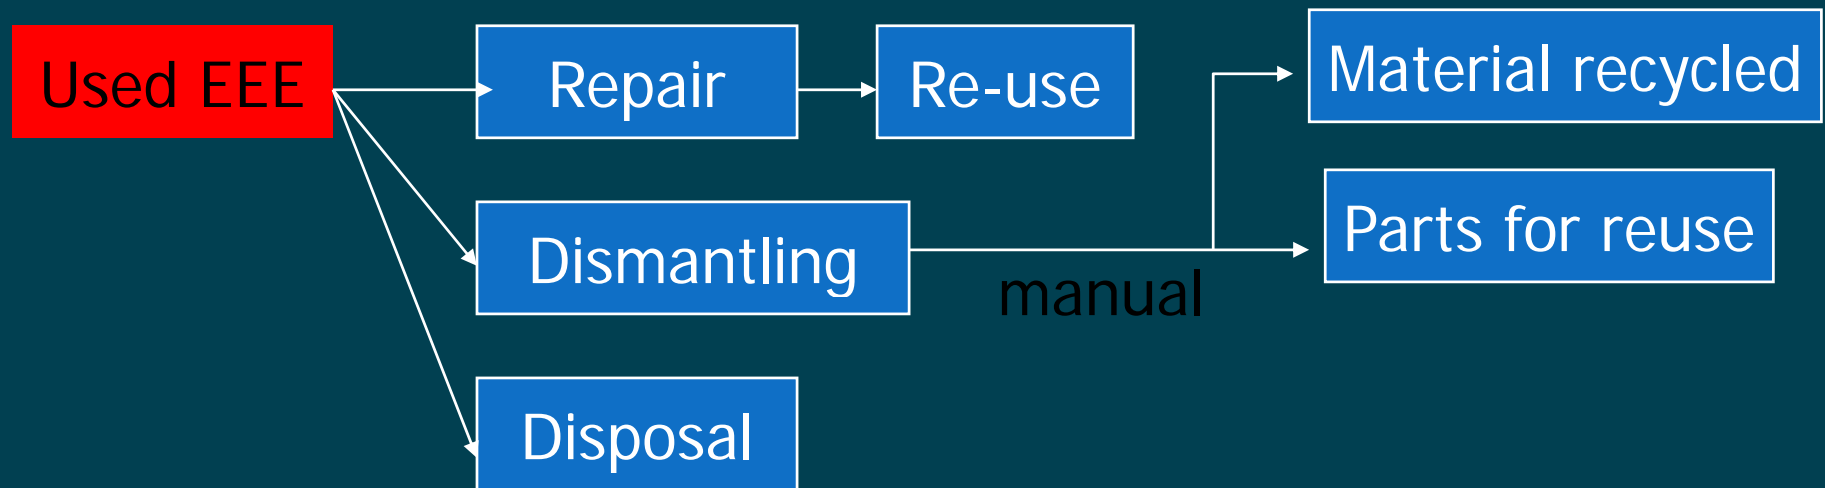 Used EEE
Repair
Re-use
Material recycled
Dismantling
manual
Parts for reuse
Disposal